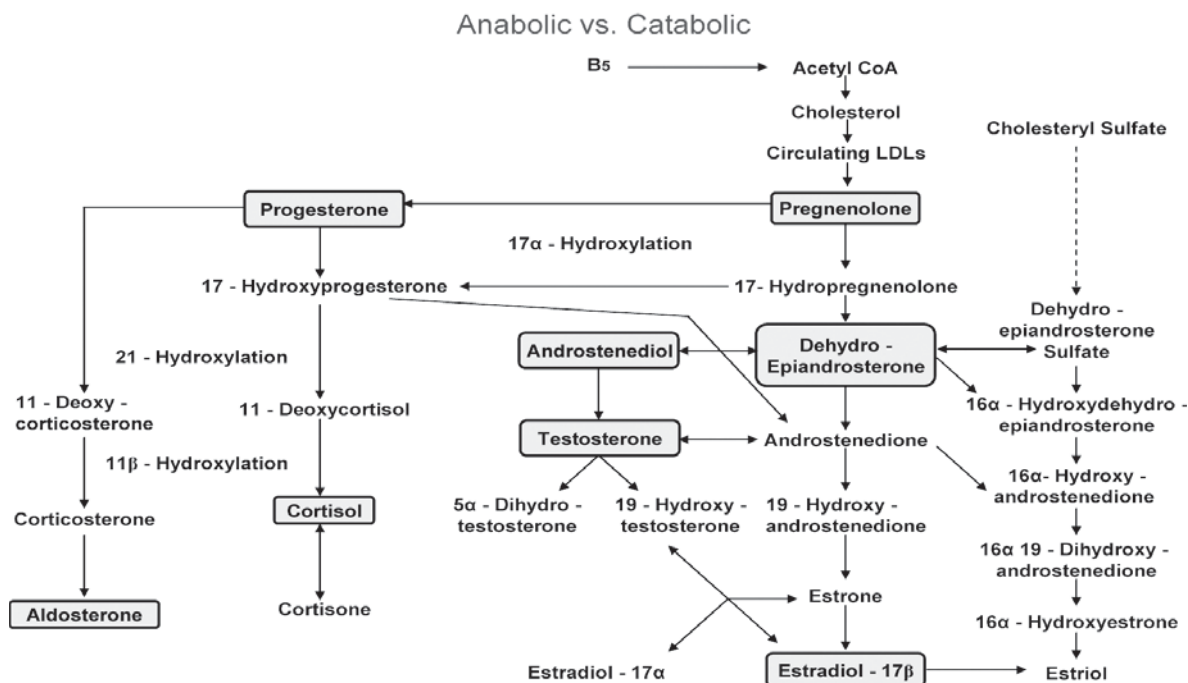 Anabolic vs. Catabolic
B5
Acetyl CoA
Cholesterol
Cholesteryl Sulfate
Circulating LDLs
Progesterone
Pregnenolone
17α - Hydroxylation
17 - Hydroxyprogesterone
17- Hydropregnenolone
Dehydro -
epiandrosterone
Sulfate
Androstenediol
Dehydro -
Epiandrosterone
21 - Hydroxylation
11 - Deoxy -
corticosterone
11 - Deoxycortisol
16α - Hydroxydehydro -
epiandrosterone
Testosterone
Androstenedione
11β - Hydroxylation
16α- Hydroxy -
androstenedione
Corticosterone
Cortisol
5α - Dihydro -
testosterone
19 - Hydroxy -
testosterone
19 - Hydroxy -
androstenedione
16α 19 - Dihydroxy -
androstenedione
Aldosterone
Cortisone
Estrone
16α - Hydroxyestrone
Estradiol - 17α
Estradiol - 17β
Estriol